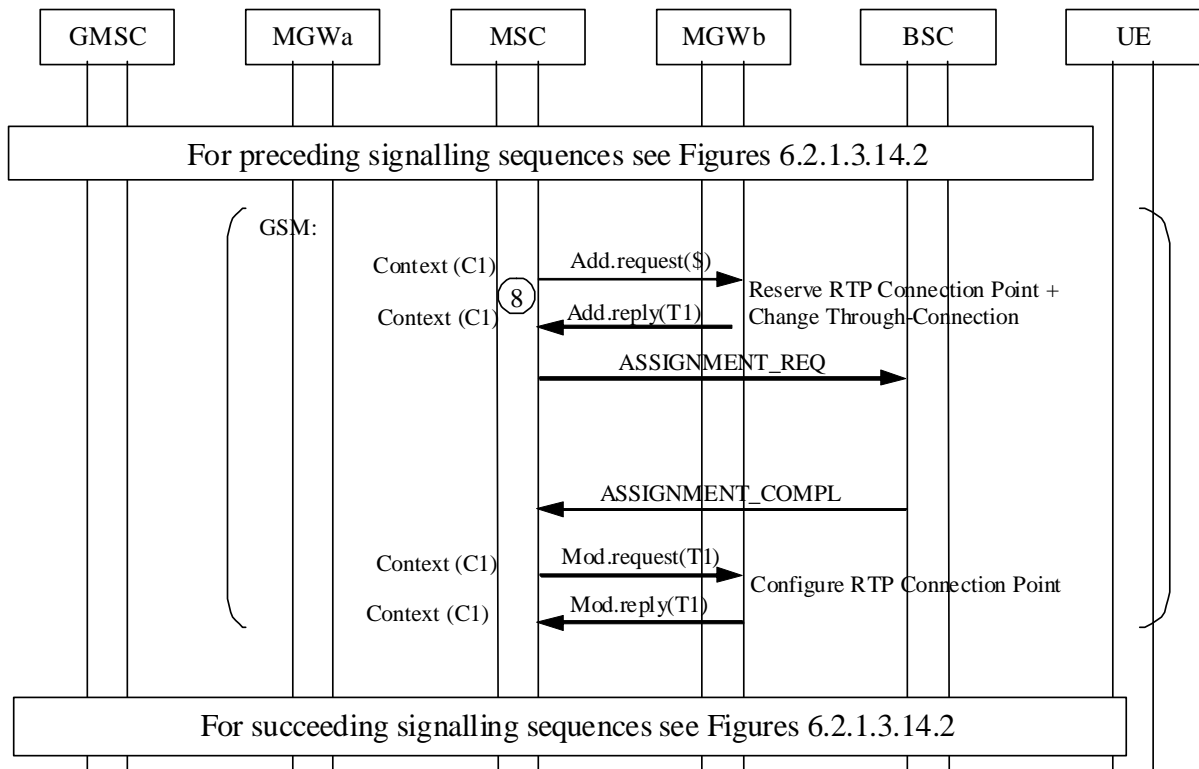 GMSC
MGWa
MSC
MGWb
BSC
UE
For preceding signalling sequences see Figures 6.2.1.3.14.2
GSM:
Context (C1)
Add.request($)
8
Reserve RTP Connection Point +
Change Through-Connection
Context (C1)
Add.reply(T1)
ASSIGNMENT_REQ
ASSIGNMENT_COMPL
Context (C1)
Mod.request(T1)
Configure RTP Connection Point
Context (C1)
Mod.reply(T1)
For succeeding signalling sequences see Figures 6.2.1.3.14.2